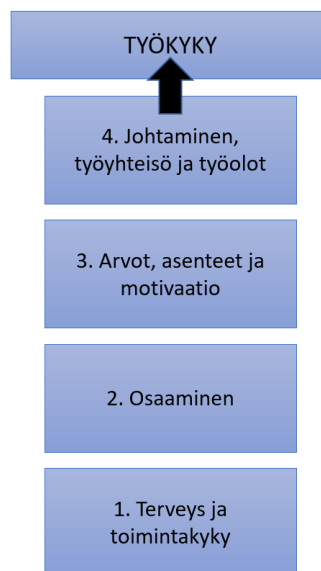 TYÖKYKY
4. Johtaminen,
työyhteisö ja työolot
3. Arvot, asenteet ja
motivaatio
2. Osaaminen
1. Terveys ja
toimintakyky